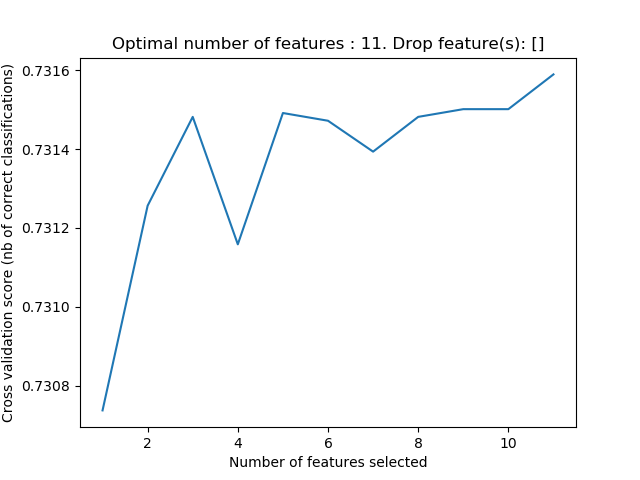 Optimal number of features : 11. Drop feature(s): []
Cross validation score (nb of correct classifications)
0.7316
0.7314
0.7312
0.7310
0.7308
2 4 6 8 10
Number of features selected